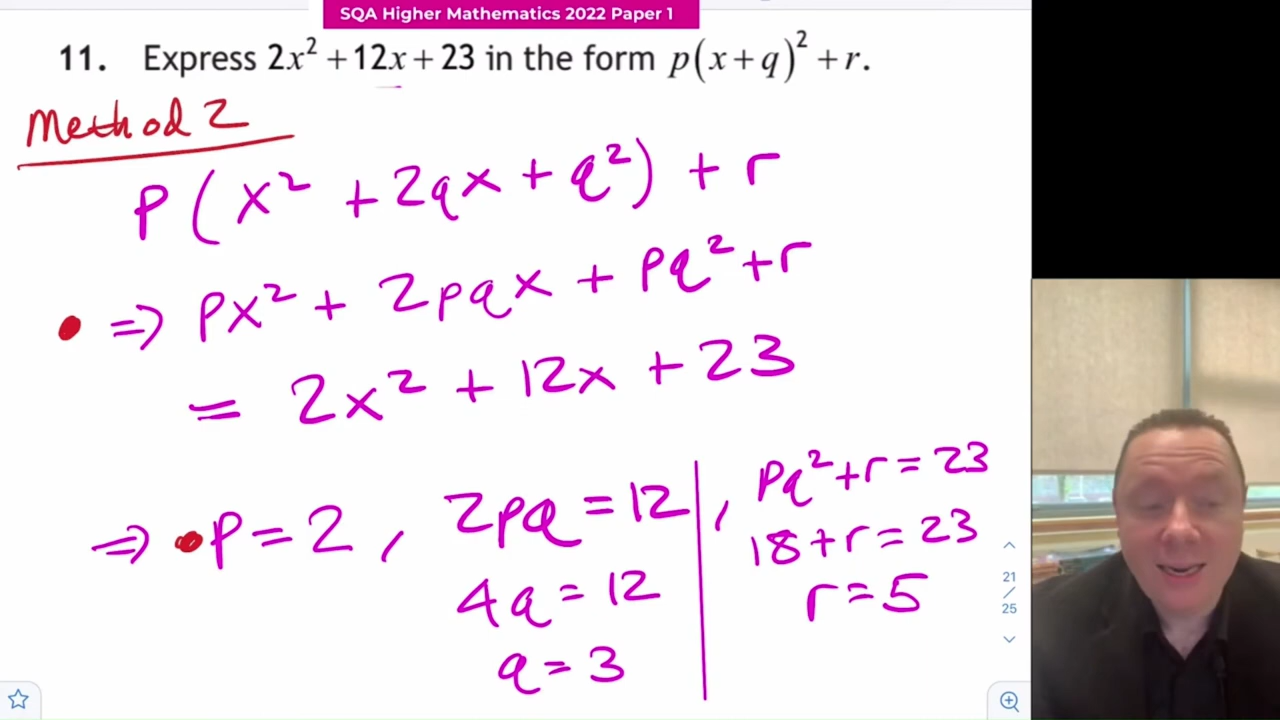 SQA Higher Mathematics 2022 Paper 1
11. Express 2x² + 12x + 23 in the form p(x + q)² + r.
Method 2
P(x² + 2qx + q²) + r
⇒ px² + 2pqx + pq² + r
= 2x² + 12x + 23
⇒ P = 2, 2pq = 12, pq² + r = 23
4q = 12
q = 3
18 + r = 23
r = 5
21
/
25